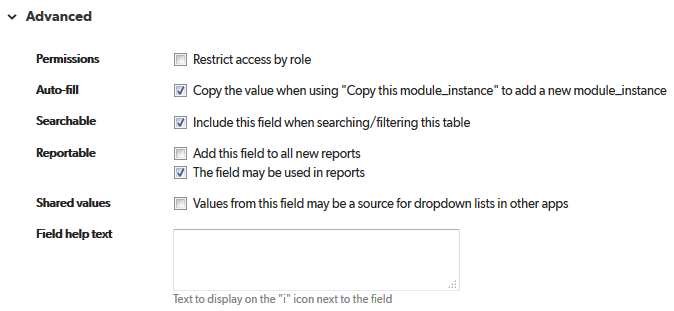 Advanced
Permissions Restrict access by role
Auto-fill Copy the value when using "Copy this module_instance" to add a new module_instance
Searchable Include this field when searching/filtering this table
Reportable Add this field to all new reports
The field may be used in reports
Shared values Values from this field may be a source for dropdown lists in other apps
Field help text
Text to display on the "i" icon next to the field